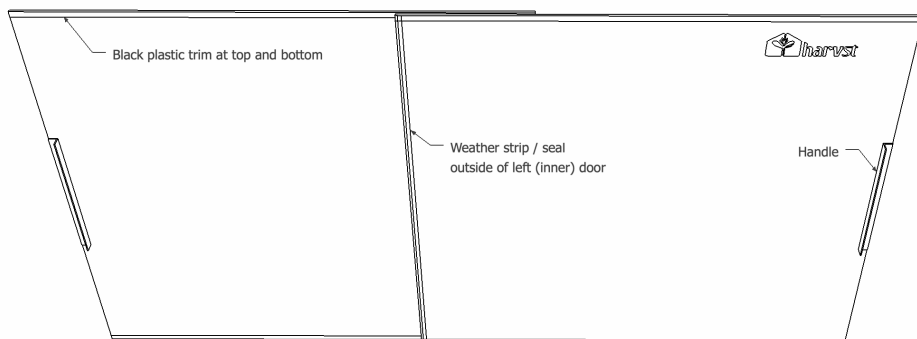 harvst
Black plastic trim at top and bottom
Weather strip / seal
outside of left (inner) door
Handle